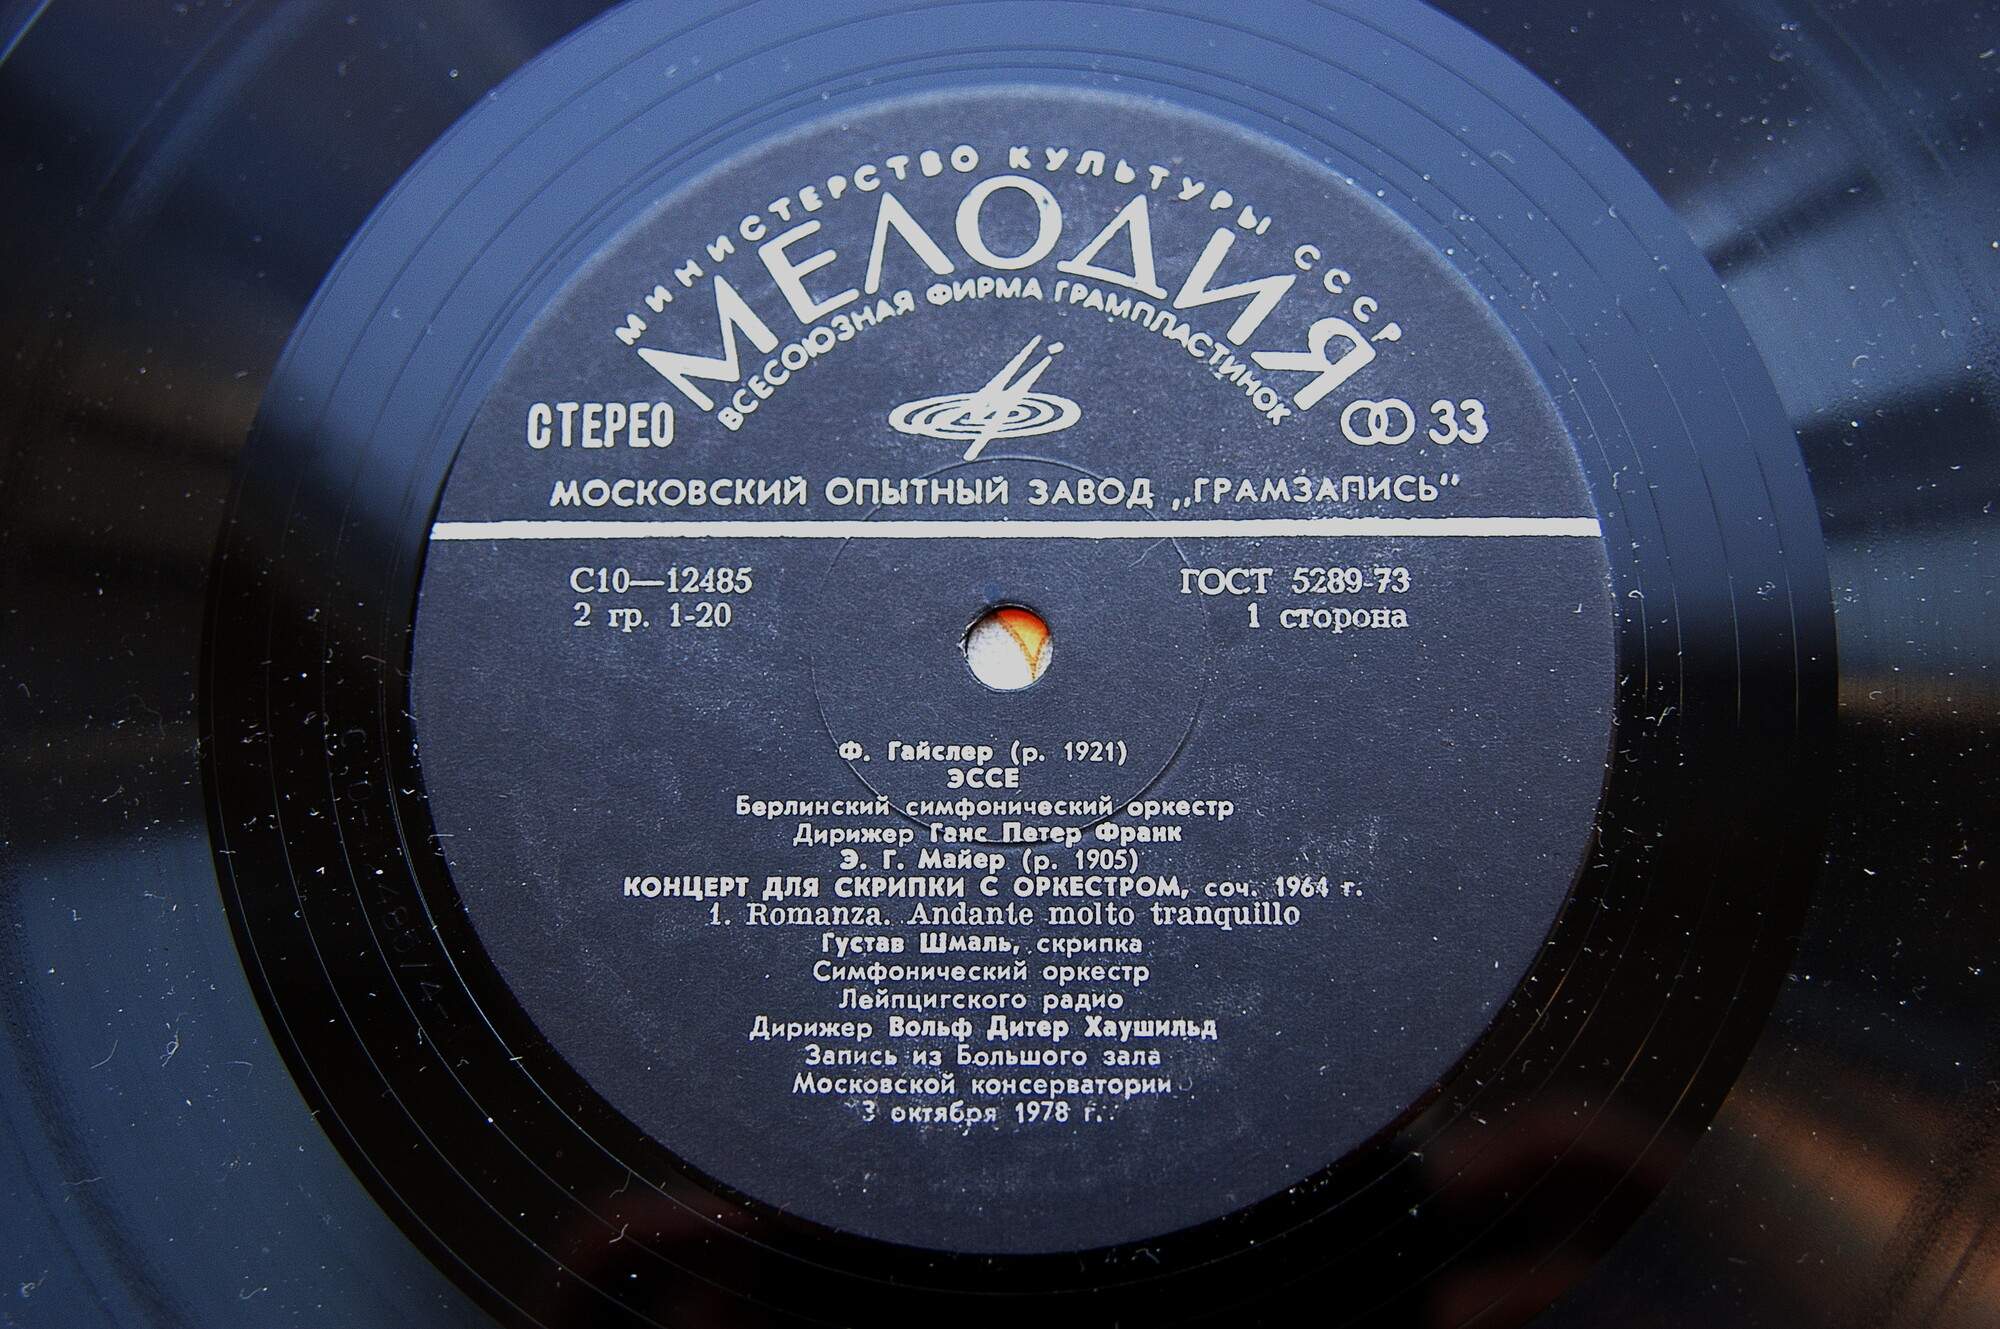 МИНИСТЕРСТВО КУЛЬТУРЫ СССР
МЕЛОДИЯ
ВСЕСОЮЗНАЯ ФИРМА ГРАМПЛАСТИНОК
СТЕРЕО
33
МОСКОВСКИЙ ОПЫТНЫЙ ЗАВОД „ГРАМЗАПИСЬ“
С10—12485
ГОСТ 5289-73
2 гр. 1-20
1 сторона
Ф. Гайслер (р. 1921)
ЭССЕ
Берлинский симфонический оркестр
Дирижер Ганс Петер Франк
Э. Г. Майер (р. 1905)
КОНЦЕРТ ДЛЯ СКРИПКИ С ОРКЕСТРОМ, соч. 1964 г.
1. Romanza. Andante molto tranquillo
Густав Шмаль, скрипка
Симфонический оркестр
Лейпцигского радио
Дирижер Вольф Дитер Хаушильд
Запись из Большого зала
Московской консерватории
3 октября 1978 г.